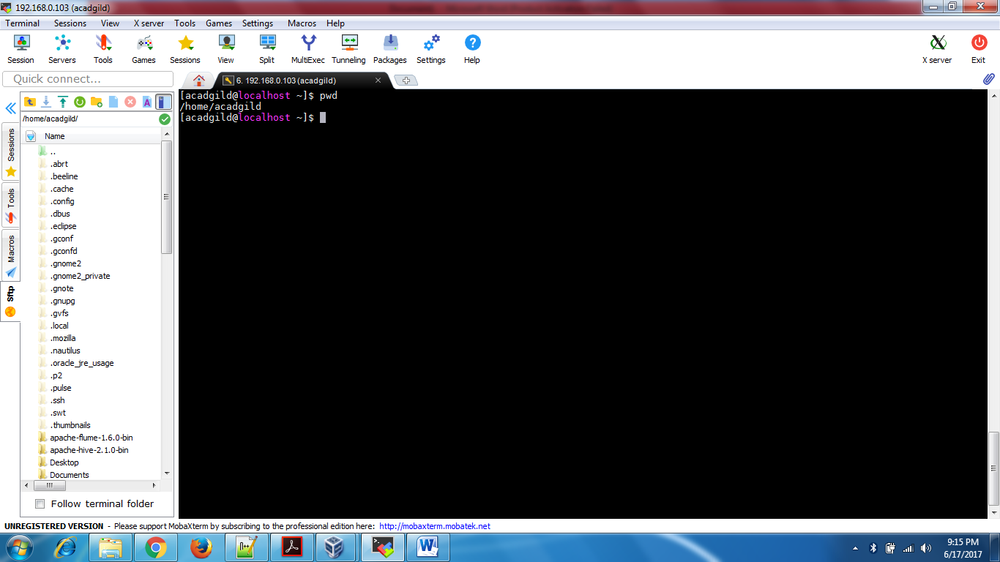 192.168.0.103 (acadgild)
Terminal Sessions View X server Tools Games Settings Macros Help
Session Servers Tools Games Sessions View Split MultiExec Tunneling Packages Settings Help X server Exit
Quick connect...
6. 192.168.0.103 (acadgild)
[acadgild@localhost ~]$ pwd
/home/acadgild
[acadgild@localhost ~]$
/home/acadgild/
Name
..
.abrt
.beeline
.cache
.config
.dbus
.eclipse
.gconf
.gconfd
.gnome2
.gnome2_private
.gnote
.gnupg
.gvfs
.local
.mozilla
.nautilus
.oracle_jre_usage
.p2
.pulse
.ssh
.swt
.thumbnails
apache-flume-1.6.0-bin
apache-hive-2.1.0-bin
Desktop
Documents
Sessions
Tools
Macros
Sftp
Follow terminal folder
UNREGISTERED VERSION - Please support MobaXterm by subscribing to the professional edition here: http://mobaxterm.mobatek.net
9:15 PM
6/17/2017